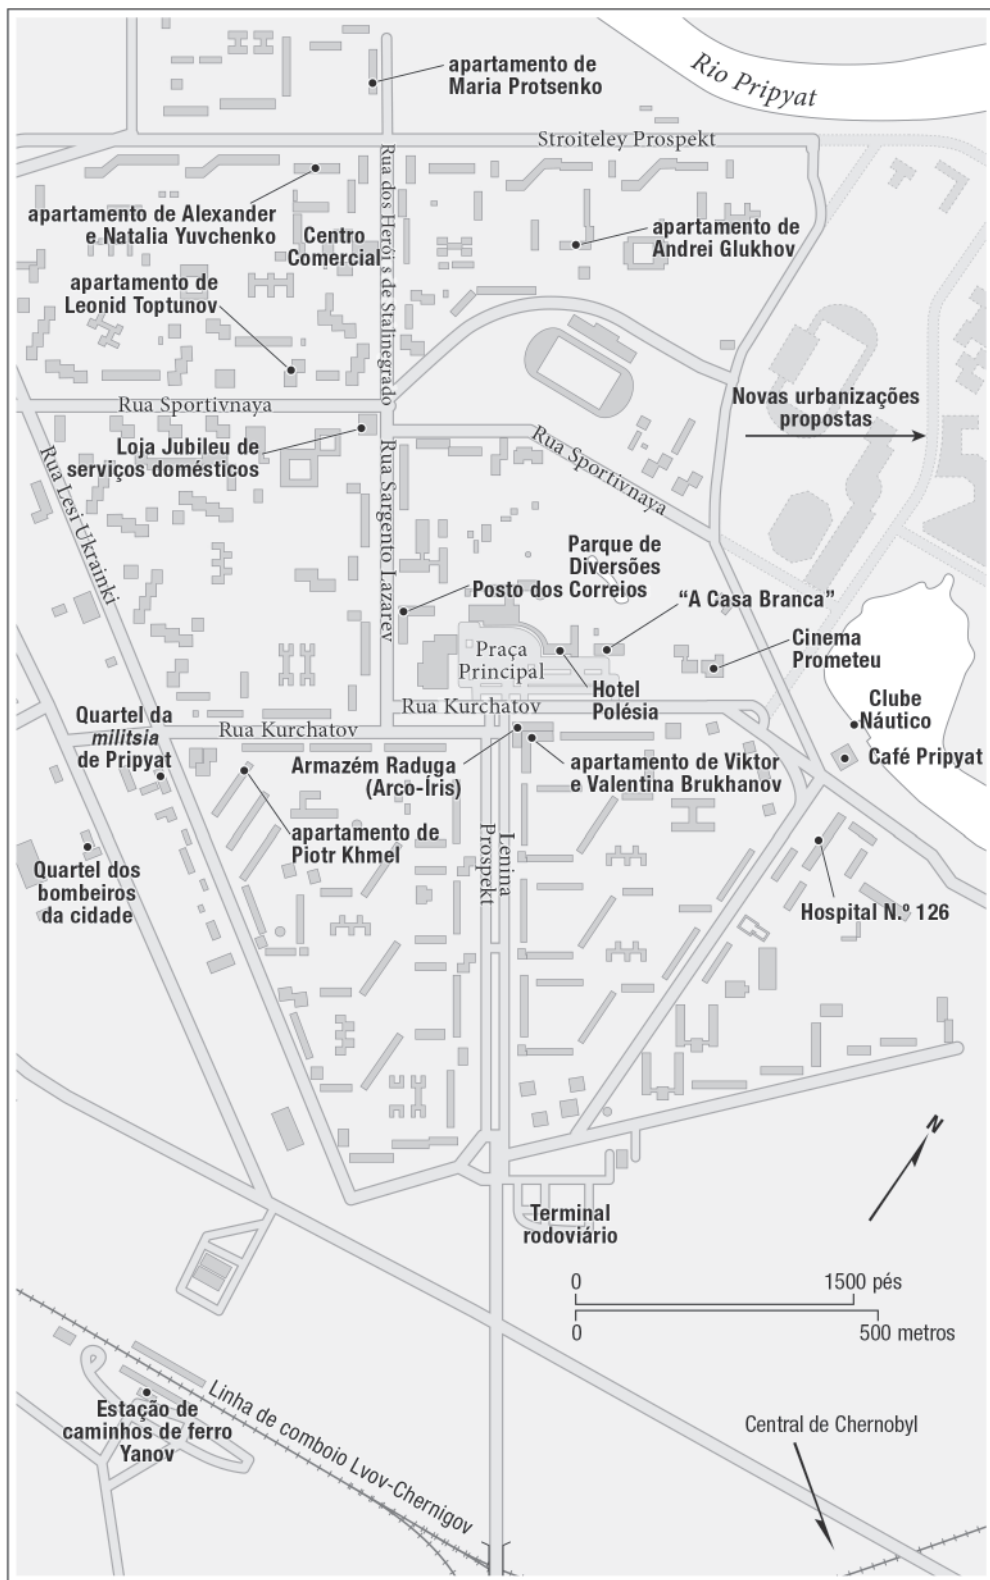 apartamento de
Maria Protsenko
Rio Pripyat
Stroiteley Prospekt
Rua dos Herói s de Stalinegrado
apartamento de Alexander
e Natalia Yuvchenko
Centro
Comercial
apartamento de
Andrei Glukhov
apartamento de
Leonid Toptunov
Rua Sportivnaya
Novas urbanizações
propostas
Loja Jubileu de
serviços domésticos
Rua Sportivnaya
Rua Lesi Ukrainki
Rua Sargento Lazarev
Parque de
Diversões
Posto dos Correios
“A Casa Branca”
Praça
Principal
Cinema
Prometeu
Hotel
Polésia
Clube
Náutico
Rua Kurchatov
Quartel da
militsia
de Pripyat
Rua Kurchatov
Armazém Raduga
(Arco-Íris)
apartamento de Viktor
e Valentina Brukhanov
Café Pripyat
apartamento de
Piotr Khmel
Lenina
Prospekt
Quartel dos
bombeiros
da cidade
Hospital N.º 126
N
Terminal
rodoviário
0 1500 pés
0 500 metros
Estação de
caminhos de ferro
Yanov
Linha de comboio Lvov-Chernigov
Central de Chernobyl